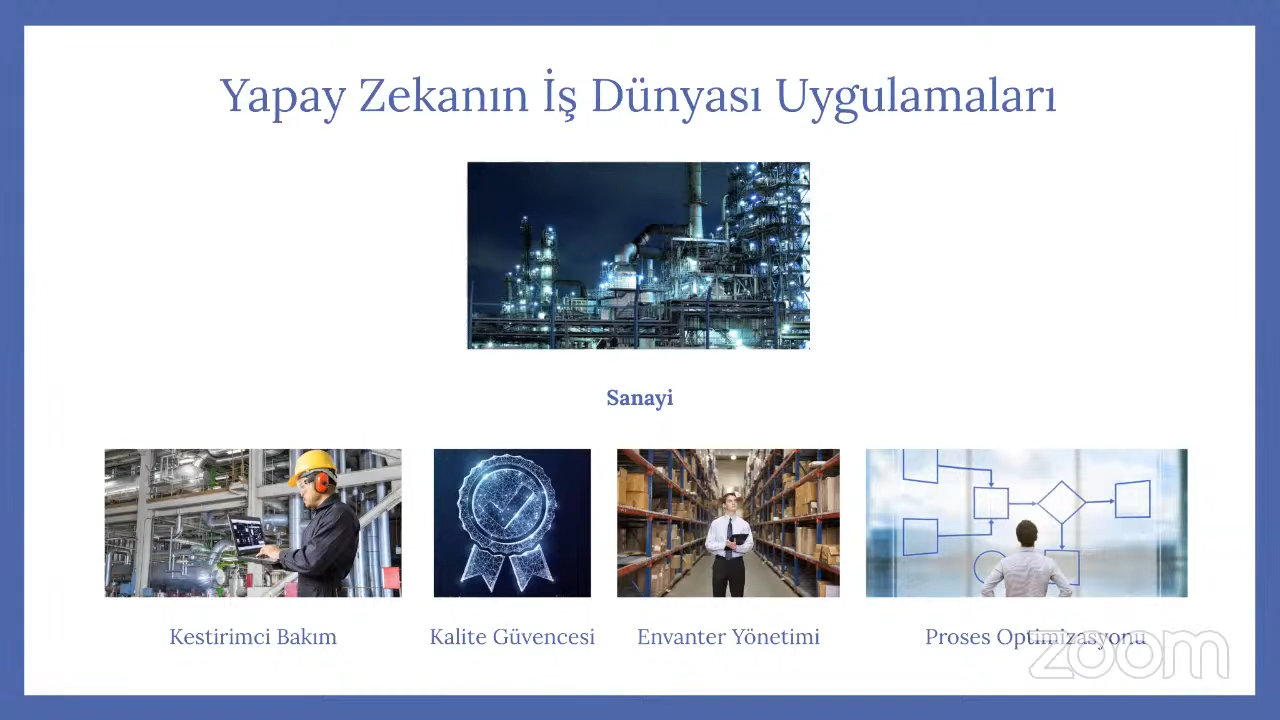 Yapay Zekanın İş Dünyası Uygulamaları
Sanayi
Kestirimci Bakım
Kalite Güvencesi
Envanter Yönetimi
Proses Optimizasyonu
zoom